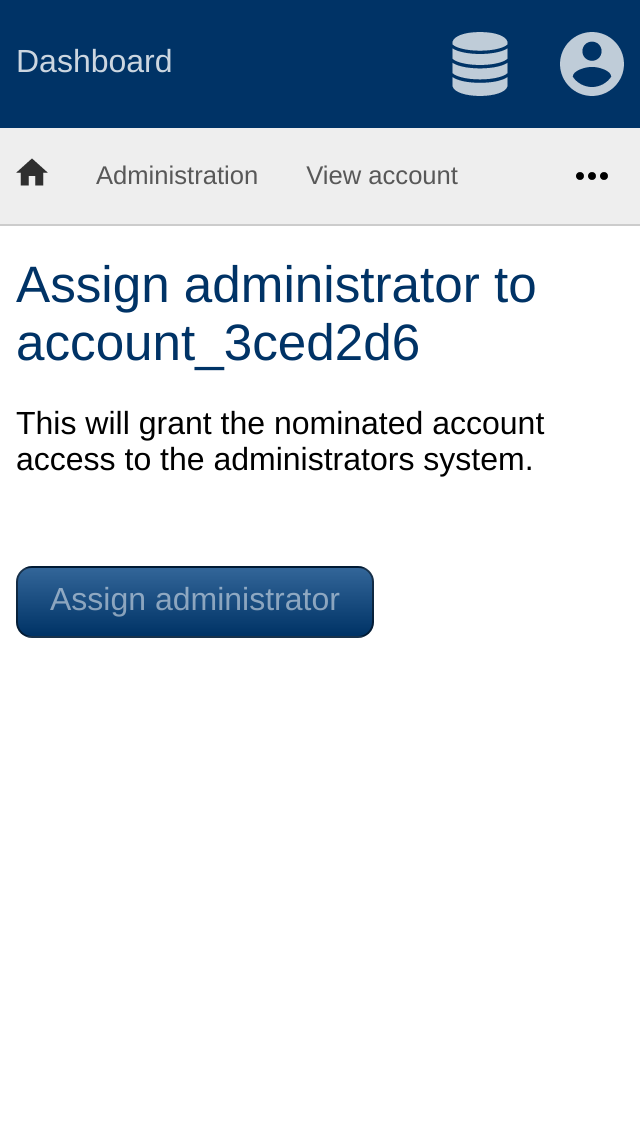 Dashboard
Administration View account
Assign administrator to
account_3ced2d6
This will grant the nominated account
access to the administrators system.
Assign administrator